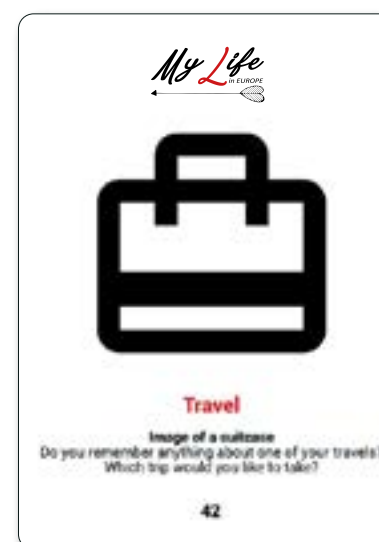 My Life
in EUROPE
Travel
Image of a suitcase
Do you remember anything about one of your travels?
Which trip would you like to take?
42